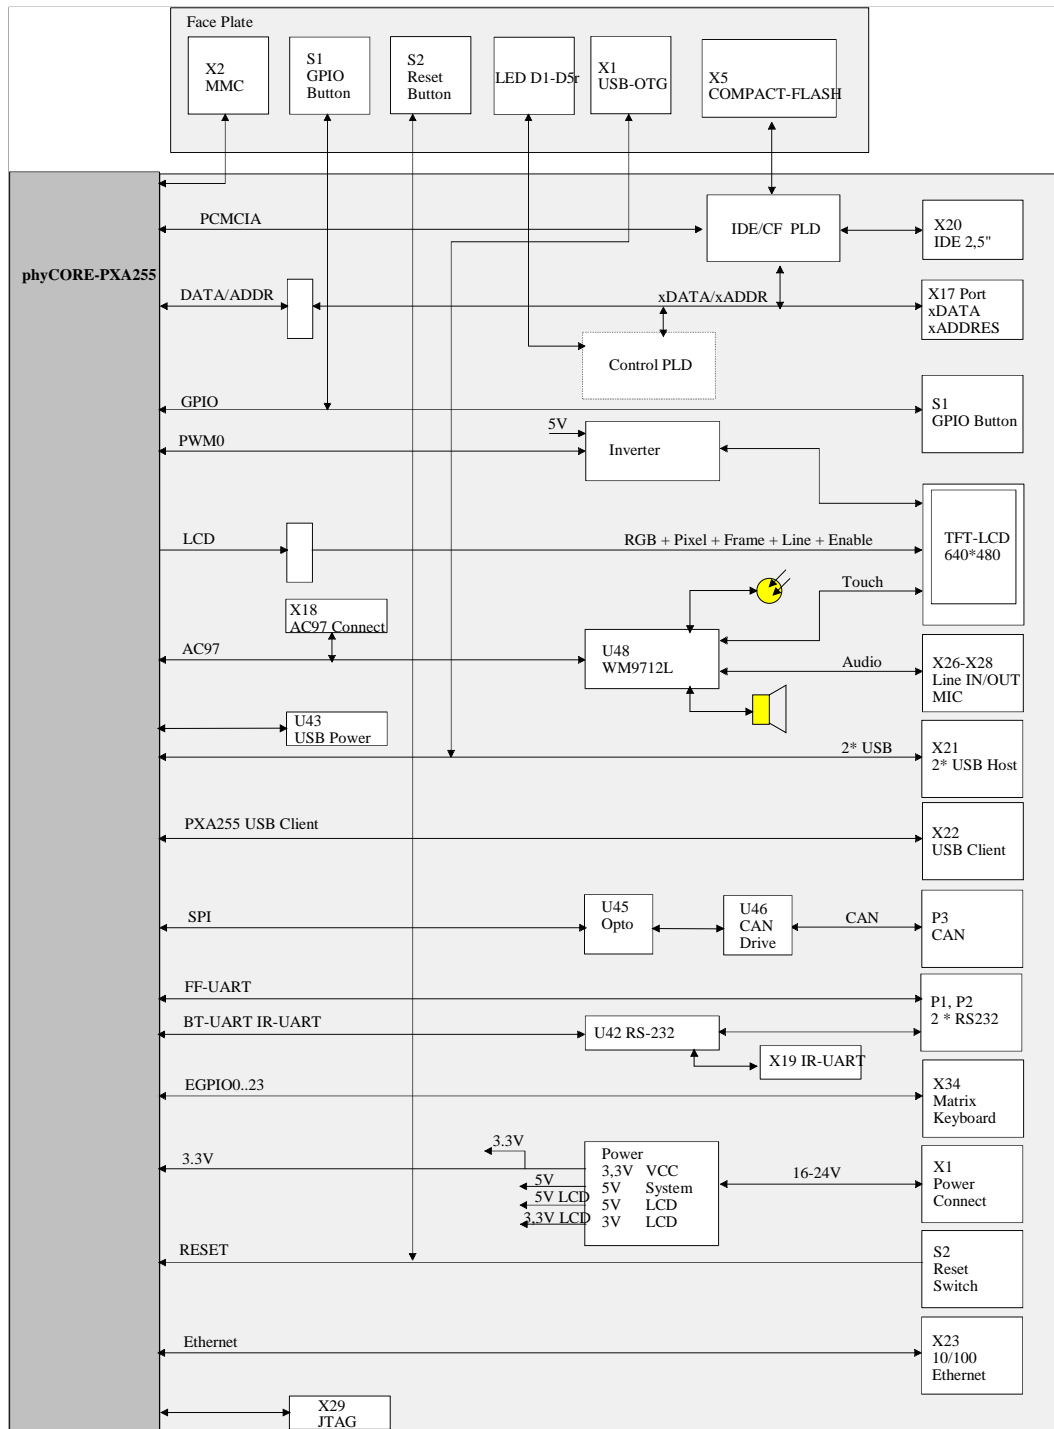 Face Plate
X2
MMC
S1
GPIO
Button
S2
Reset
Button
LED D1-D5r
X1
USB-OTG
X5
COMPACT-FLASH
phyCORE-PXA255
PCMCIA
IDE/CF PLD
X20
IDE 2,5"
DATA/ADDR
xDATA/xADDR
X17 Port
xDATA
xADDRES
Control PLD
GPIO
S1
GPIO Button
5V
PWM0
Inverter
LCD
RGB + Pixel + Frame + Line + Enable
TFT-LCD
640*480
Touch
X18
AC97 Connect
AC97
U48
WM9712L
Audio
X26-X28
Line IN/OUT
MIC
U43
USB Power
2* USB
X21
2* USB Host
PXA255 USB Client
X22
USB Client
SPI
U45
Opto
U46
CAN
Drive
CAN
P3
CAN
FF-UART
P1, P2
2 * RS232
BT-UART IR-UART
U42 RS-232
X19 IR-UART
EGPIO0..23
X34
Matrix
Keyboard
3.3V
3.3V
5V
5V LCD
3.3V LCD
Power
3,3V VCC
5V System
5V LCD
3V LCD
16-24V
X1
Power
Connect
RESET
S2
Reset
Switch
Ethernet
X23
10/100
Ethernet
X29
JTAG